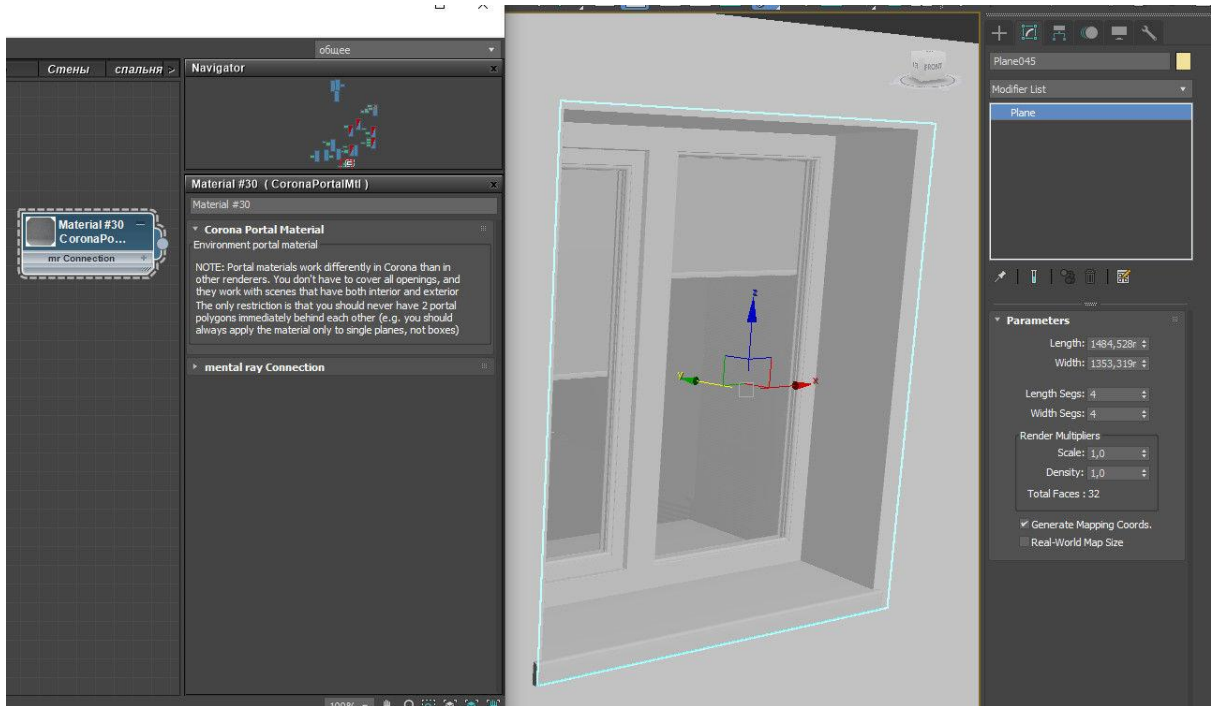 общее
Стены
спальня >
Navigator
x
Material #30
CoronaPo...
mr Connection
Material #30 ( CoronaPortalMtl )
x
Material #30
Corona Portal Material
Environment portal material
NOTE: Portal materials work differently in Corona than in
other renderers. You don't have to cover all openings, and
they work with scenes that have both interior and exterior
The only restriction is that you should never have 2 portal
polygons immediately behind each other (e.g. you should
always apply the material only to single planes, not boxes)
mental ray Connection
100%
FRONT
z
y
x
Plane045
Modifier List
Plane
Parameters
Length: 1484,528r
Width: 1353,319r
Length Segs: 4
Width Segs: 4
Render Multipliers
Scale: 1,0
Density: 1,0
Total Faces : 32
Generate Mapping Coords.
Real-World Map Size